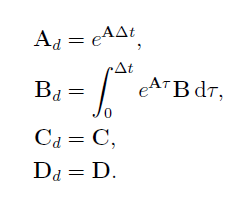 A_d = e^{AΔt},
B_d = ∫_0^{Δt} e^{Aτ} B dτ,
C_d = C,
D_d = D.